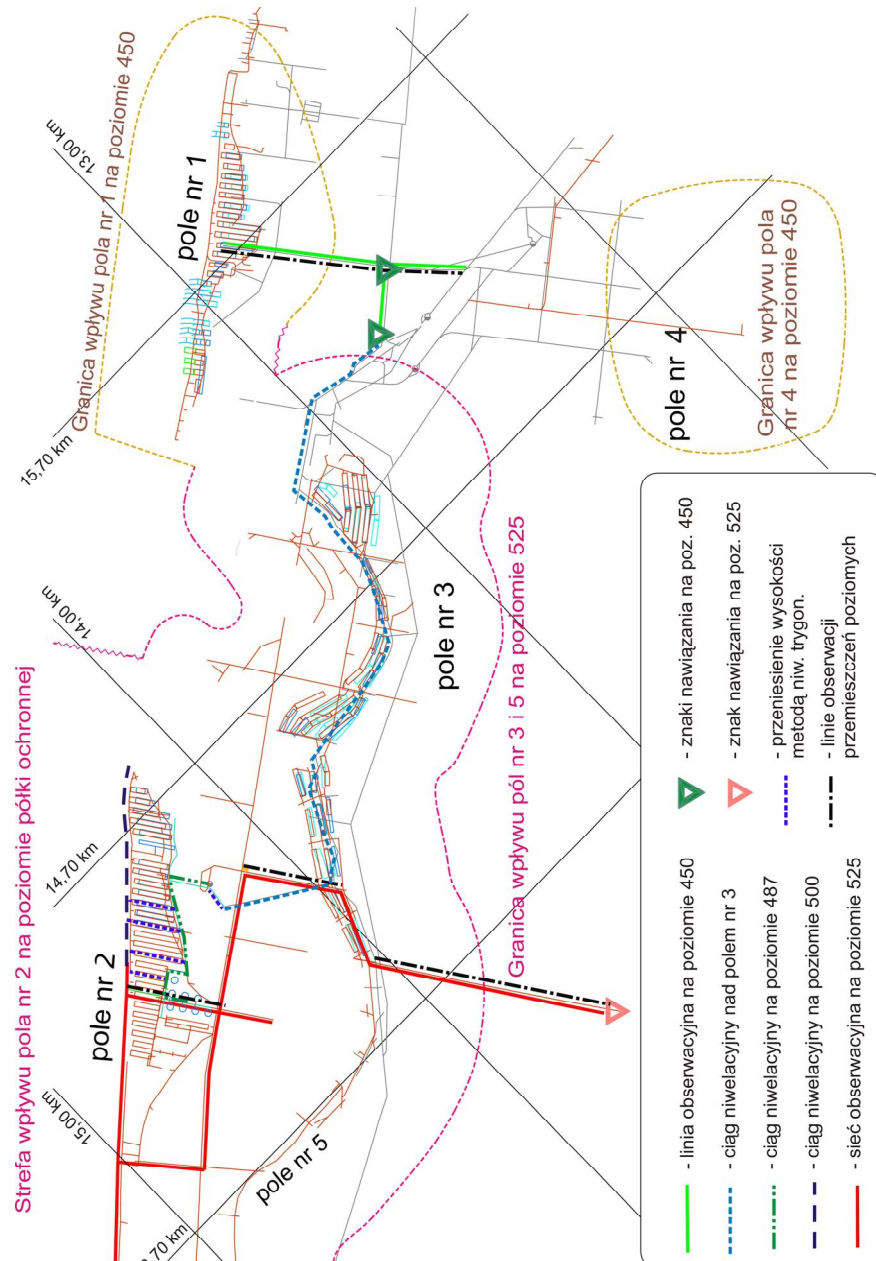 Strefa wpływu pola nr 2 na poziomie półki ochronnej
Granica wpływu pola nr 1 na poziomie 450
13,00 km
15,70 km
14,00 km
14,70 km
15,00 km
,70 km
pole nr 1
pole nr 2
pole nr 3
pole nr 4
pole nr 5
Granica wpływu pól nr 3 i 5 na poziomie 525
Granica wpływu pola
nr 4 na poziomie 450
- linia obserwacyjna na poziomie 450
- ciąg niwelacyjny nad polem nr 3
- ciąg niwelacyjny na poziomie 487
- ciąg niwelacyjny na poziomie 500
- sieć obserwacyjna na poziomie 525
- znaki nawiązania na poz. 450
- znak nawiązania na poz. 525
- przeniesienie wysokości
metodą niw. trygon.
- linie obserwacji
przemieszczeń poziomych